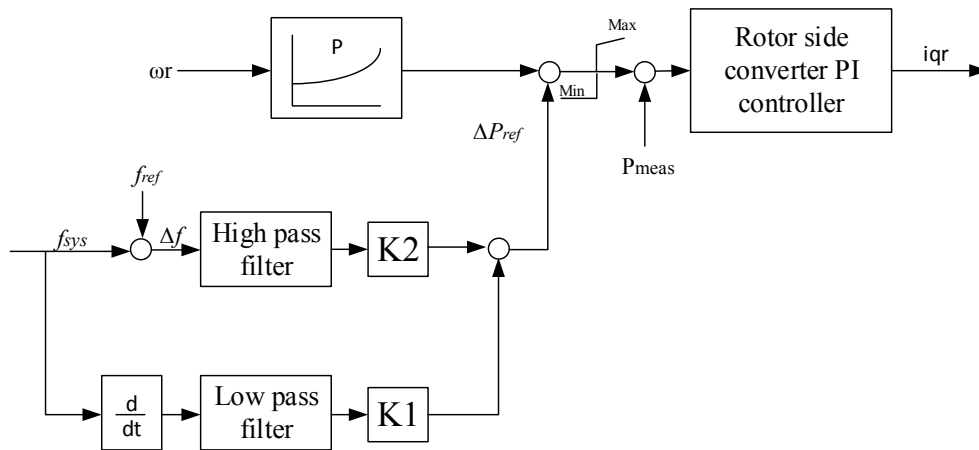 P
Max
Rotor side
converter PI
controller
iqr
ωr
Min
ΔPref
Pmeas
fref
fsys
Δf
High pass
filter
K2
d
dt
Low pass
filter
K1